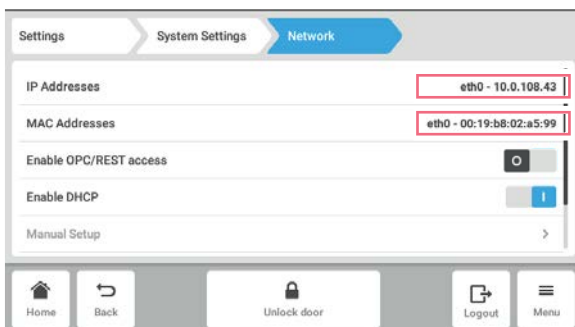 Settings System Settings Network
IP Addresses eth0 - 10.0.108.43
MAC Addresses eth0 - 00:19:b8:02:a5:99
Enable OPC/REST access O
Enable DHCP I
Manual Setup >
Home Back Unlock door Logout Menu